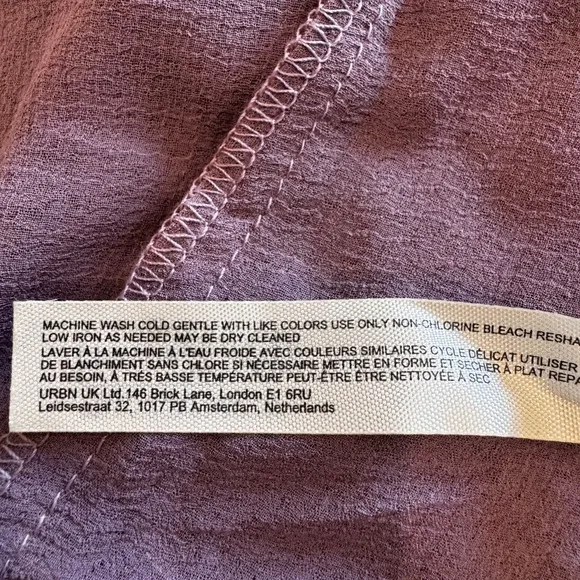 MACHINE WASH COLD GENTLE WITH LIKE COLORS USE ONLY NON-CHLORINE BLEACH RESHA
LOW IRON AS NEEDED MAY BE DRY CLEANED
LAVER À LA MACHINE À L'EAU FROIDE AVEC COULEURS SIMILAIRES CYCLE DÉLICAT UTILISER
DE BLANCHIMENT SANS CHLORE SI NÉCESSAIRE METTRE EN FORME ET SÉCHER À PLAT REPA
AU BESOIN, À TRÈS BASSE TEMPÉRATURE PEUT-ÊTRE ÊTRE NETTOYÉE À SEC
URBN UK Ltd.146 Brick Lane, London E1 6RU
Leidsestraat 32, 1017 PB Amsterdam, Netherlands